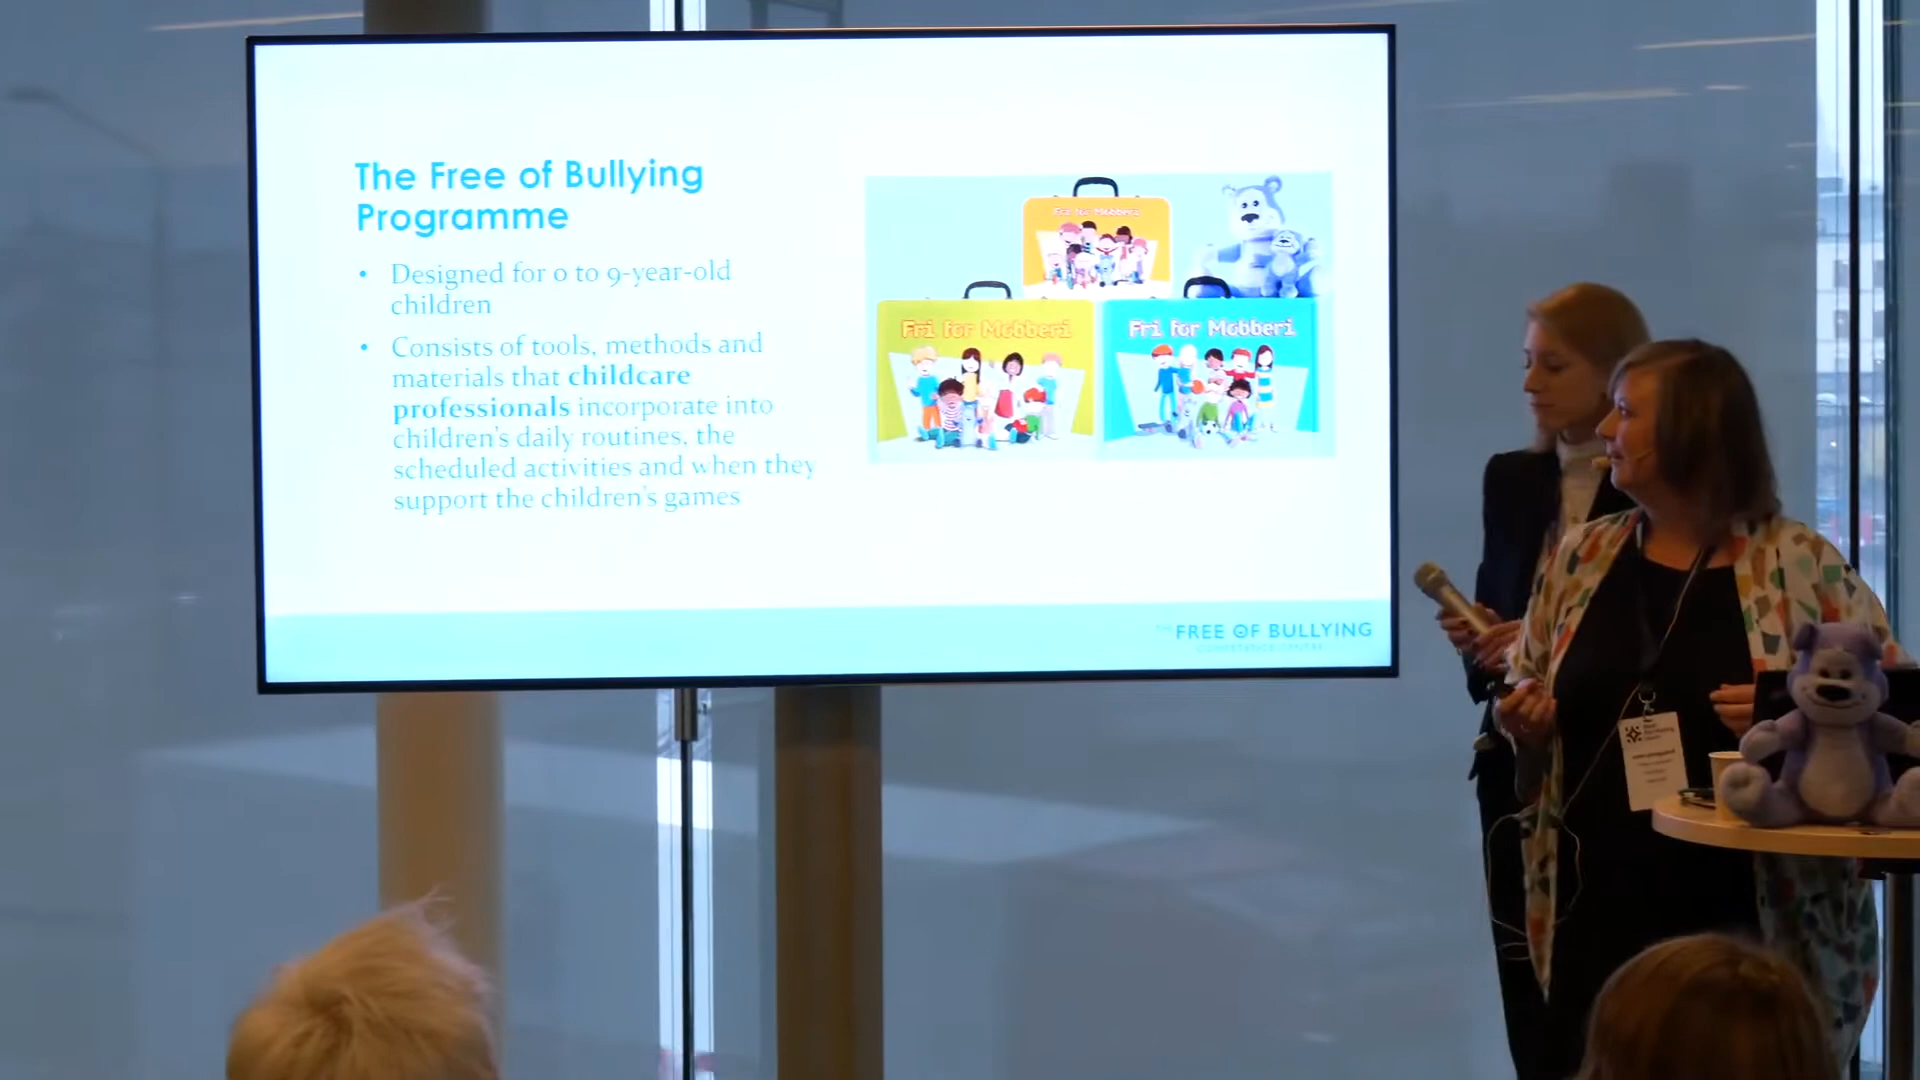 The Free of Bullying
Programme
• Designed for 0 to 9-year-old
children
• Consists of tools, methods and
materials that childcare
professionals incorporate into
children's daily routines, the
scheduled activities and when they
support the children's games
Fri for Mobberi
Fri for Mobberi
Fri for Mobberi
THE FREE OF BULLYING
COMPETENCE CENTRE